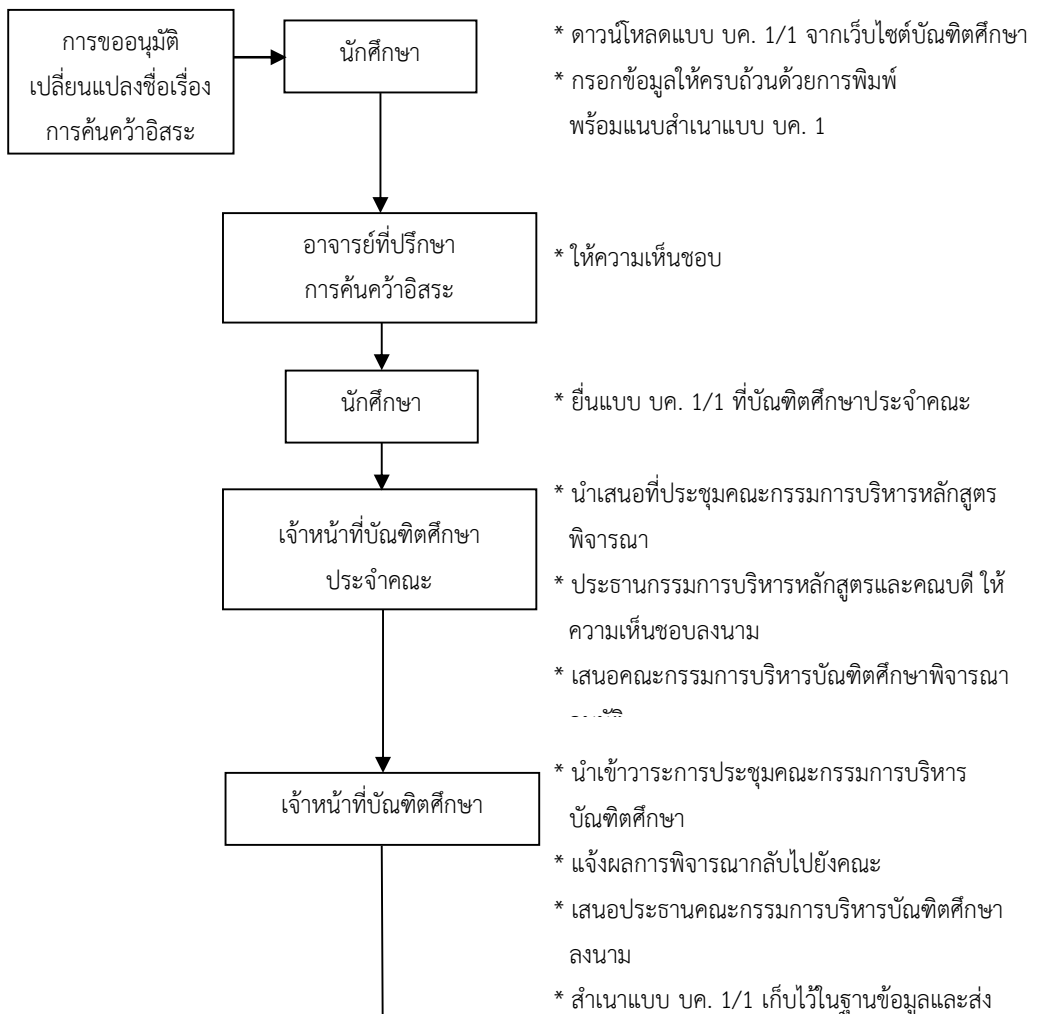 การขออนุมัติ
เปลี่ยนแปลงชื่อเรื่อง
การค้นคว้าอิสระ
นักศึกษา
* ดาวน์โหลดแบบ บค. 1/1 จากเว็บไซต์บัณฑิตศึกษา
* กรอกข้อมูลให้ครบถ้วนด้วยการพิมพ์
พร้อมแนบสำเนาแบบ บค. 1
อาจารย์ที่ปรึกษา
การค้นคว้าอิสระ
* ให้ความเห็นชอบ
นักศึกษา
* ยื่นแบบ บค. 1/1 ที่บัณฑิตศึกษาประจำคณะ
เจ้าหน้าที่บัณฑิตศึกษา
ประจำคณะ
* นำเสนอที่ประชุมคณะกรรมการบริหารหลักสูตร
พิจารณา
* ประธานกรรมการบริหารหลักสูตรและคณบดี ให้
ความเห็นชอบลงนาม
* เสนอคณะกรรมการบริหารบัณฑิตศึกษาพิจารณา
เจ้าหน้าที่บัณฑิตศึกษา
* นำเข้าวาระการประชุมคณะกรรมการบริหาร
บัณฑิตศึกษา
* แจ้งผลการพิจารณากลับไปยังคณะ
* เสนอประธานคณะกรรมการบริหารบัณฑิตศึกษา
ลงนาม
* สำเนาแบบ บค. 1/1 เก็บไว้ในฐานข้อมูลและส่ง